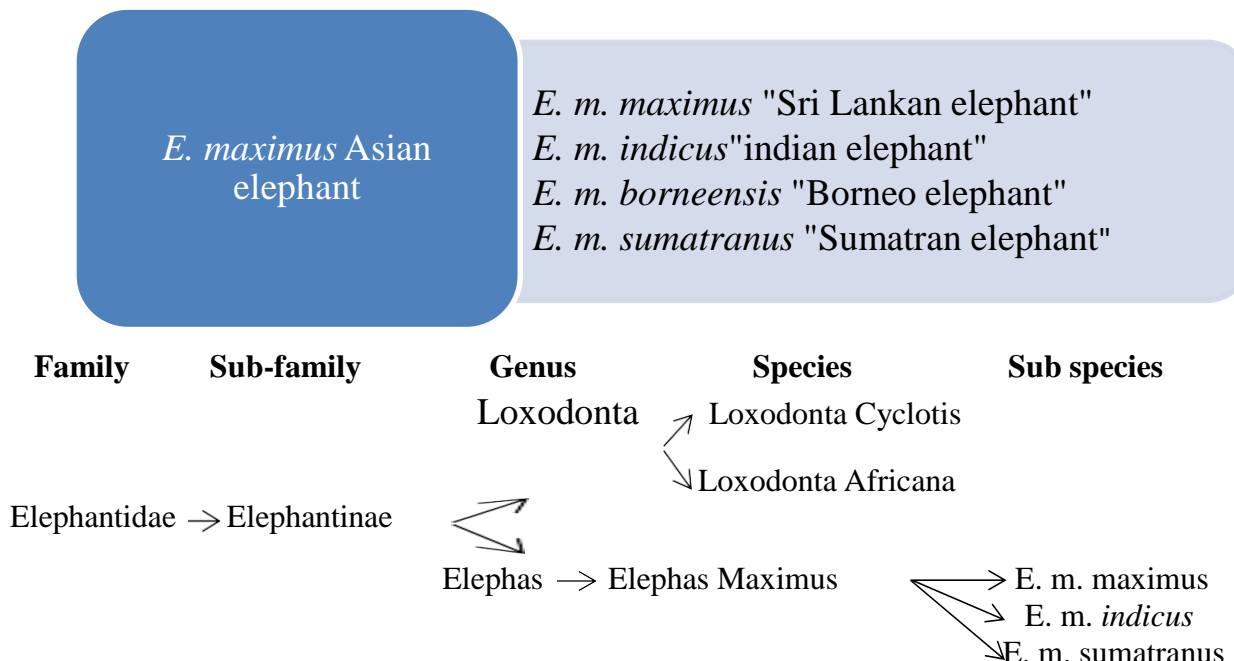 E. maximus Asian
elephant
E. m. maximus "Sri Lankan elephant"
E. m. indicus"indian elephant"
E. m. borneensis "Borneo elephant"
E. m. sumatranus "Sumatran elephant"
Family Sub-family Genus Species Sub species
Loxodonta Loxodonta Cyclotis
Loxodonta Africana
Elephantidae Elephantinae
Elephas Elephas Maximus E. m. maximus
E. m. indicus
E. m. sumatranus